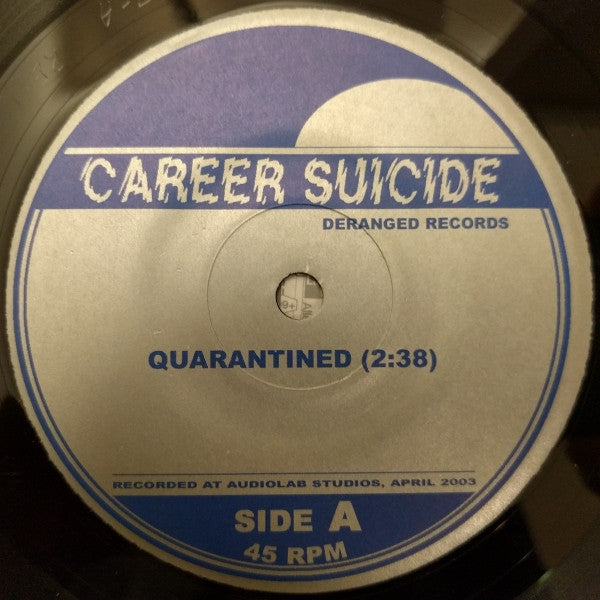 CAREER SUICIDE
DERANGED RECORDS
QUARANTINED (2:38)
RECORDED AT AUDIOLAB STUDIOS, APRIL 2003
SIDE A
45 RPM